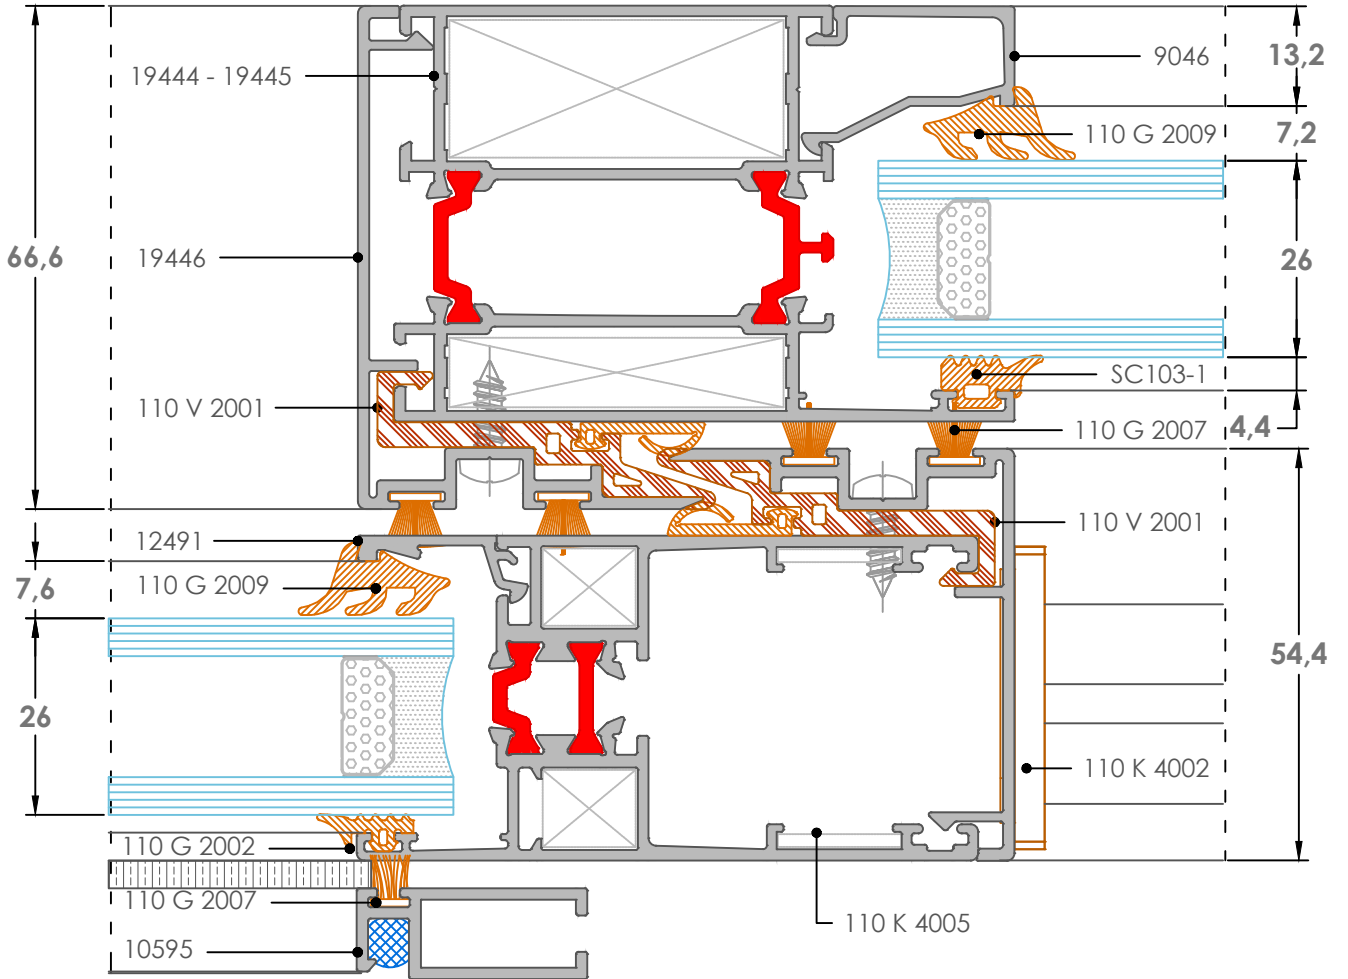 19444 - 19445
9046
13,2
110 G 2009
7,2
66,6
19446
26
SC103-1
110 V 2001
110 G 2007
4,4
12491
110 V 2001
7,6
110 G 2009
54,4
26
110 K 4002
110 G 2002
110 G 2007
110 K 4005
10595